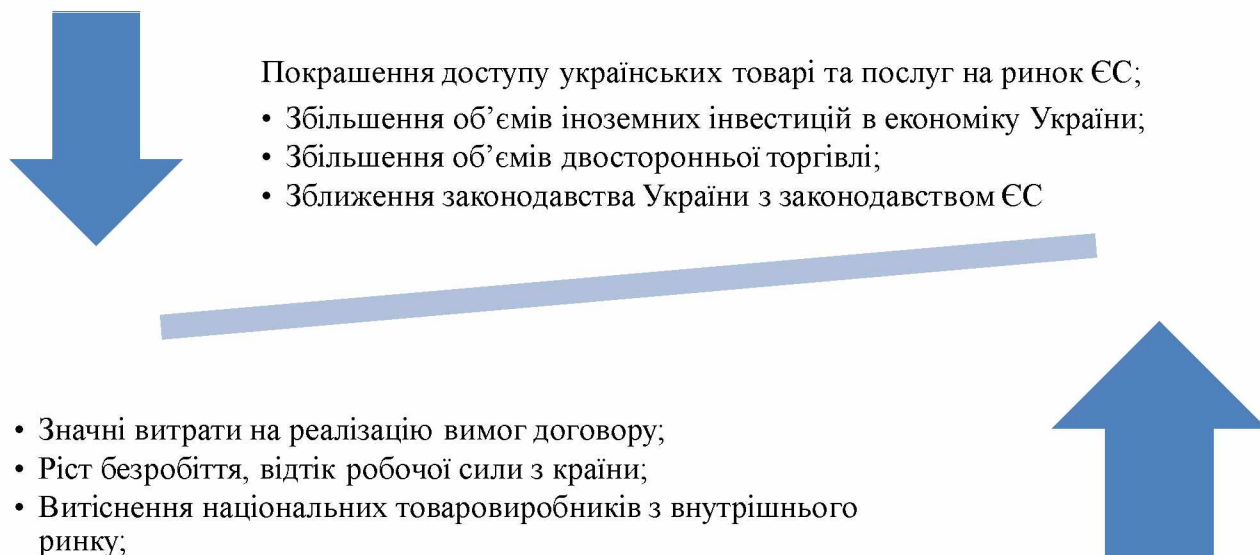 Покрашення доступу українських товарі та послуг на ринок ЄС;
• Збільшення об’ємів іноземних інвестицій в економіку України;
• Збільшення об’ємів двосторонньої торгівлі;
• Зближення законодавства України з законодавством ЄС
• Значні витрати на реалізацію вимог договору;
• Ріст безробіття, відтік робочої сили з країни;
• Витіснення національних товаровиробників з внутрішнього
ринку;